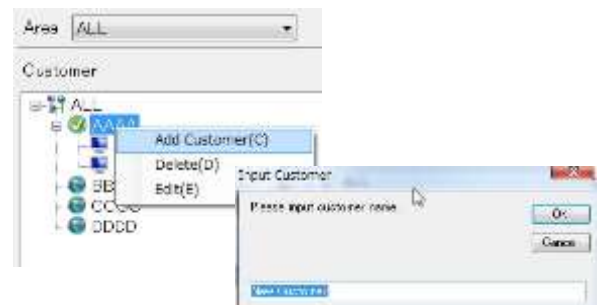 Area ALL
Customer
ALL
AAAA
Add Customer(C)
Delete(D)
Edit(E)
BB
CCCC
DDDD
Input Customer
Please input customer name
OK
Cancel
New Customer